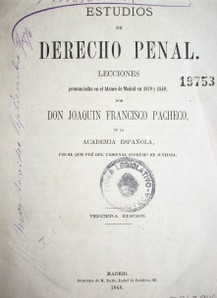 ESTUDIOS
DE
DERECHO PENAL.
LECCIONES
pronunciadas en el Ateneo de Madrid en 1839 y 1840,
19753
POR
DON JOAQUIN FRANCISCO PACHECO,
DE LA
ACADEMIA ESPAÑOLA,
FISCAL QUE FUÉ DEL TRIBUNAL SUPREMO DE JUSTICIA.
LEGISLATIVO
TERCERA EDICION.
MADRID.